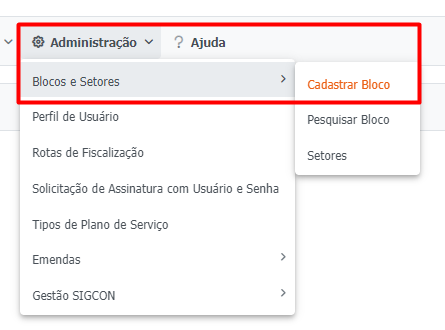 Administração Ajuda
Blocos e Setores Cadastrar Bloco
Perfil de Usuário Pesquisar Bloco
Rotas de Fiscalização Setores
Solicitação de Assinatura com Usuário e Senha
Tipos de Plano de Serviço
Emendas
Gestão SIGCON